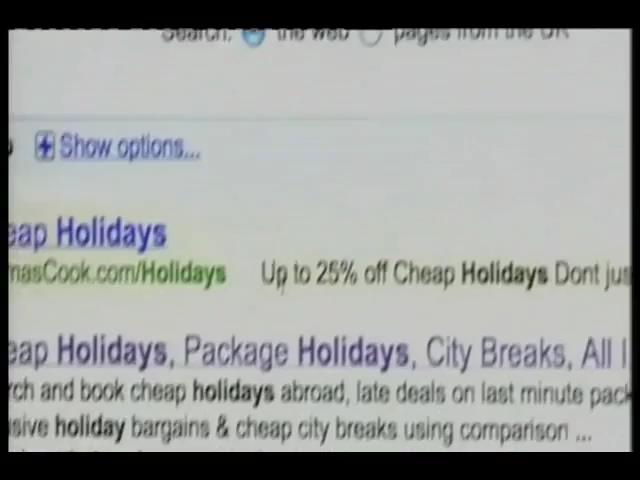 Search: the web pages from the UK
Show options...
eap Holidays
masCook.com/Holidays Up to 25% off Cheap Holidays Dont jus
eap Holidays, Package Holidays, City Breaks, All I
rch and book cheap holidays abroad, late deals on last minute pack
sive holiday bargains & cheap city breaks using comparison ...